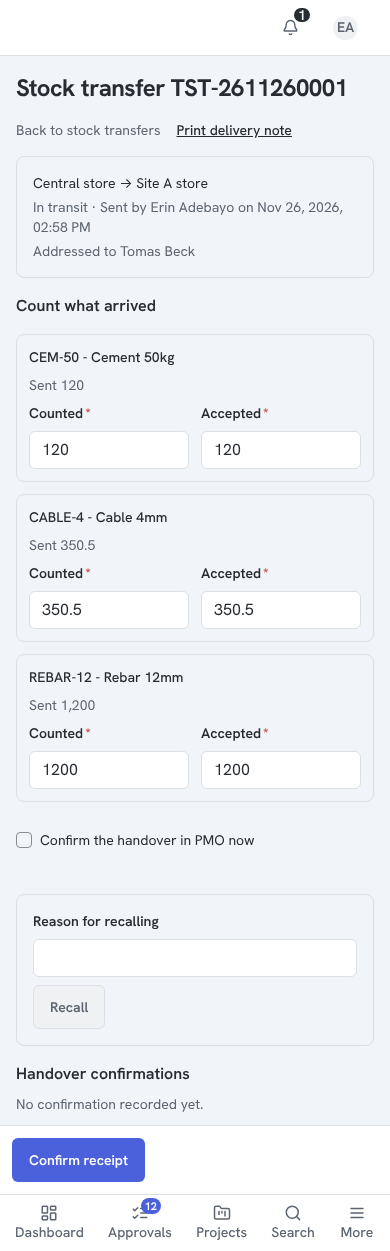 1
EA
Stock transfer TST-2611260001
Back to stock transfers Print delivery note
Central store → Site A store
In transit · Sent by Erin Adebayo on Nov 26, 2026,
02:58 PM
Addressed to Tomas Beck
Count what arrived
CEM-50 - Cement 50kg
Sent 120
Counted * Accepted *
120 120
CABLE-4 - Cable 4mm
Sent 350.5
Counted * Accepted *
350.5 350.5
REBAR-12 - Rebar 12mm
Sent 1,200
Counted * Accepted *
1200 1200
Confirm the handover in PMO now
Reason for recalling
Recall
Handover confirmations
No confirmation recorded yet.
Confirm receipt
12
Dashboard Approvals Projects Search More